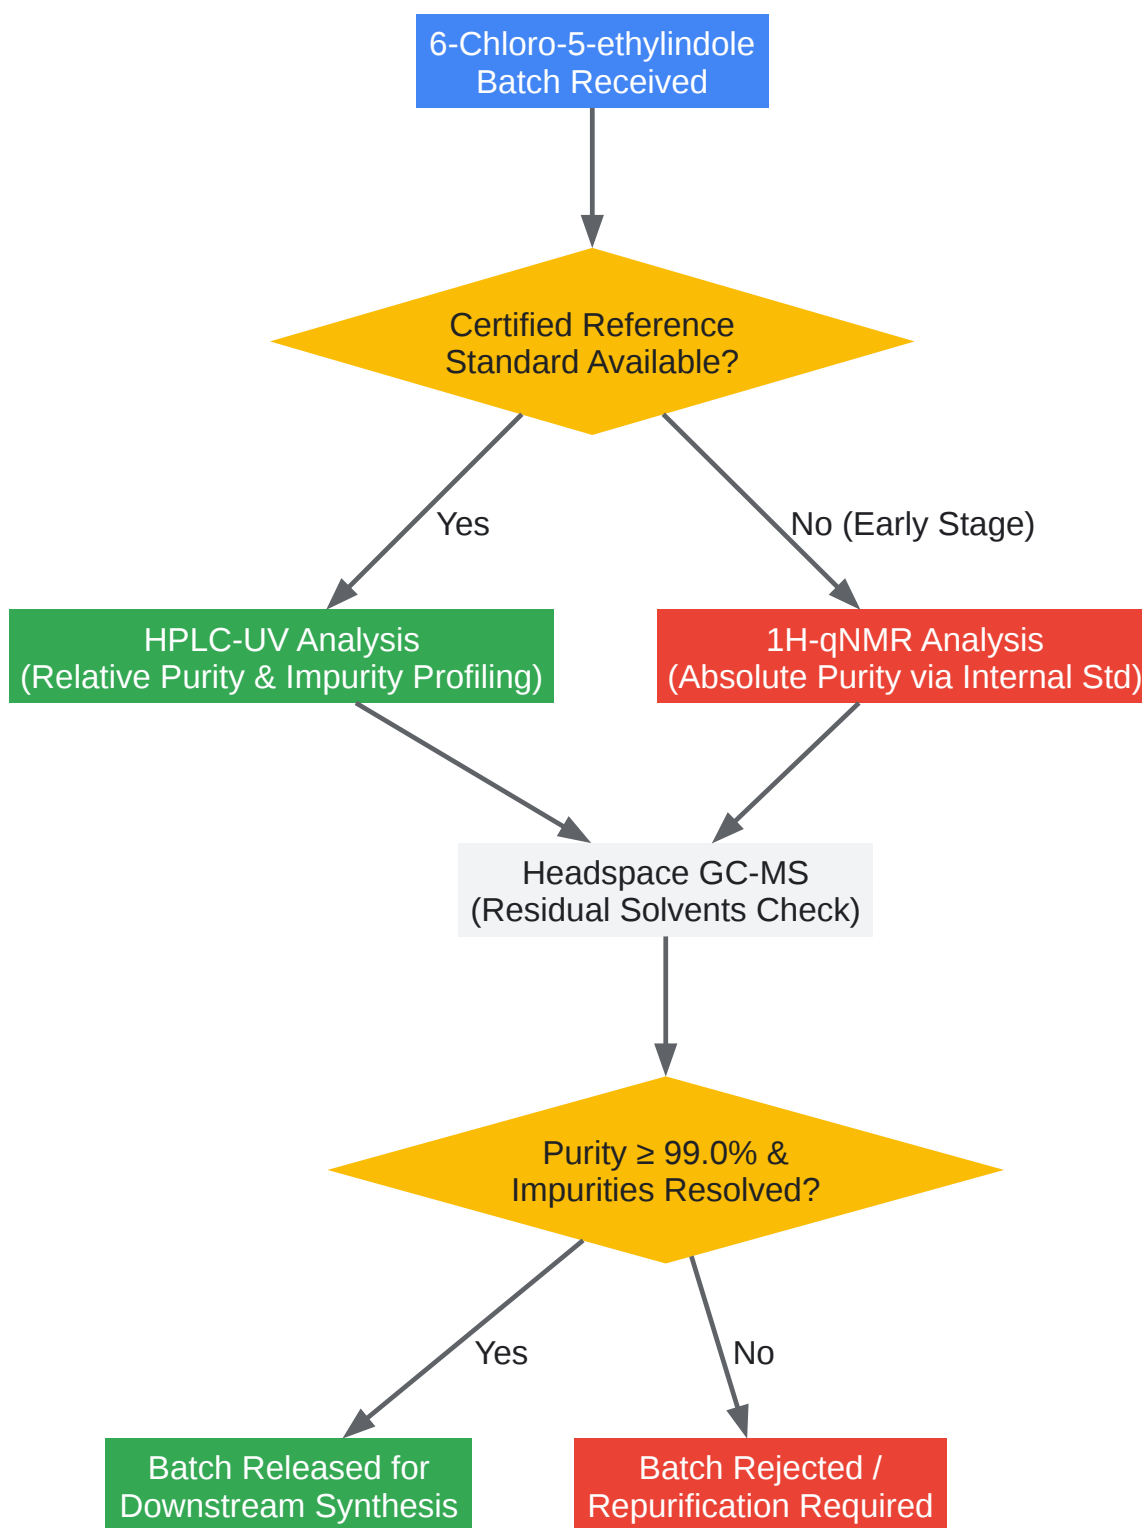 6-Chloro-5-ethylindole
Batch Received
Certified Reference
Standard Available?
Yes
No (Early Stage)
HPLC-UV Analysis
(Relative Purity & Impurity Profiling)
1H-qNMR Analysis
(Absolute Purity via Internal Std)
Headspace GC-MS
(Residual Solvents Check)
Purity ≥ 99.0% &
Impurities Resolved?
Yes
No
Batch Released for
Downstream Synthesis
Batch Rejected /
Repurification Required